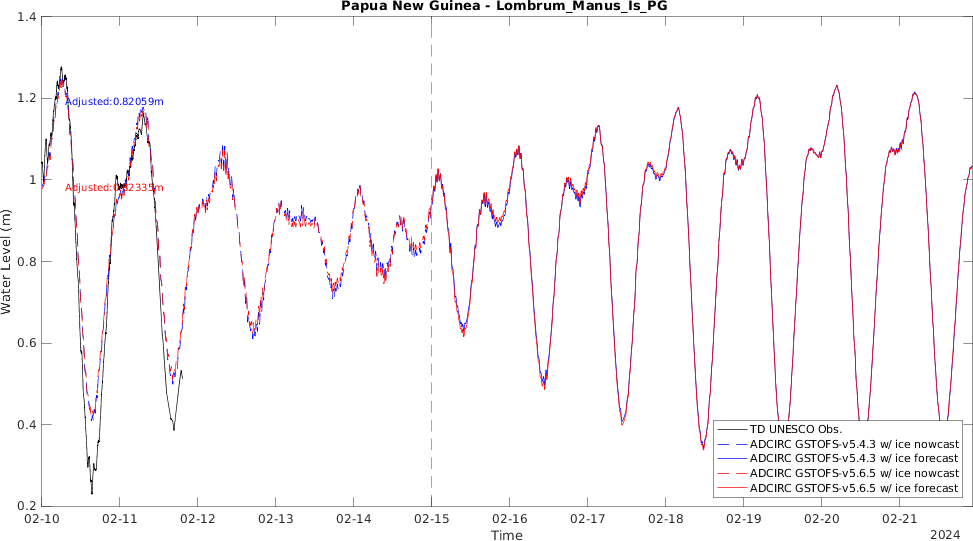 Papua New Guinea - Lombrum_Manus_Is_PG
1.4
1.2
1
0.8
0.6
0.4
0.2
Water Level (m)
Adjusted:0.82059m
Adjusted:0.82335m
TD UNESCO Obs.
ADCIRC GSTOFS-v5.4.3 w/ ice nowcast
ADCIRC GSTOFS-v5.4.3 w/ ice forecast
ADCIRC GSTOFS-v5.6.5 w/ ice nowcast
ADCIRC GSTOFS-v5.6.5 w/ ice forecast
02-10 02-11 02-12 02-13 02-14 02-15 02-16 02-17 02-18 02-19 02-20 02-21
Time
2024